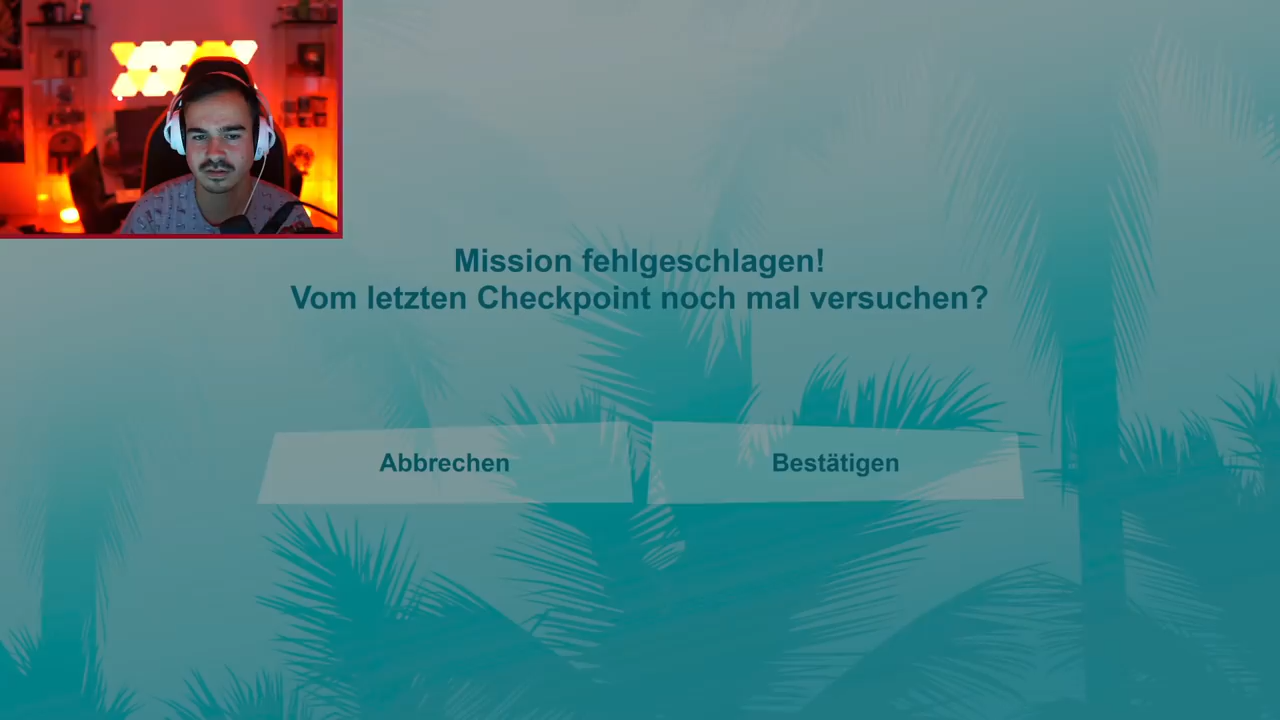 Mission fehlgeschlagen!
Vom letzten Checkpoint noch mal versuchen?
Abbrechen
Bestätigen